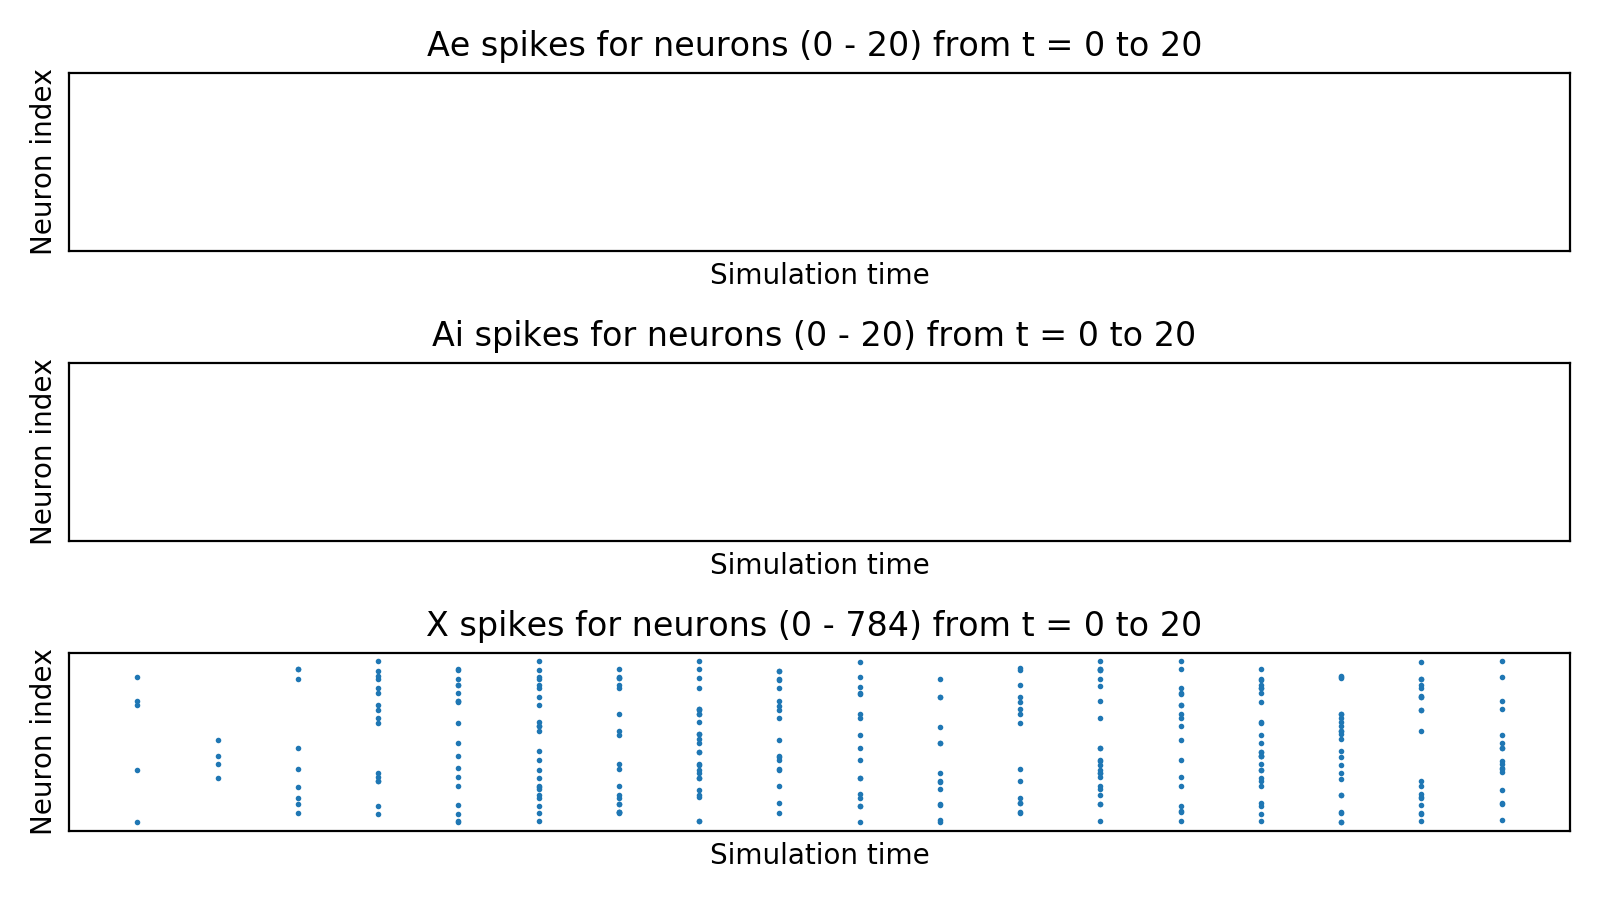 Ae spikes for neurons (0 - 20) from t = 0 to 20
Neuron index
Simulation time
Ai spikes for neurons (0 - 20) from t = 0 to 20
Neuron index
Simulation time
X spikes for neurons (0 - 784) from t = 0 to 20
Neuron index
Simulation time